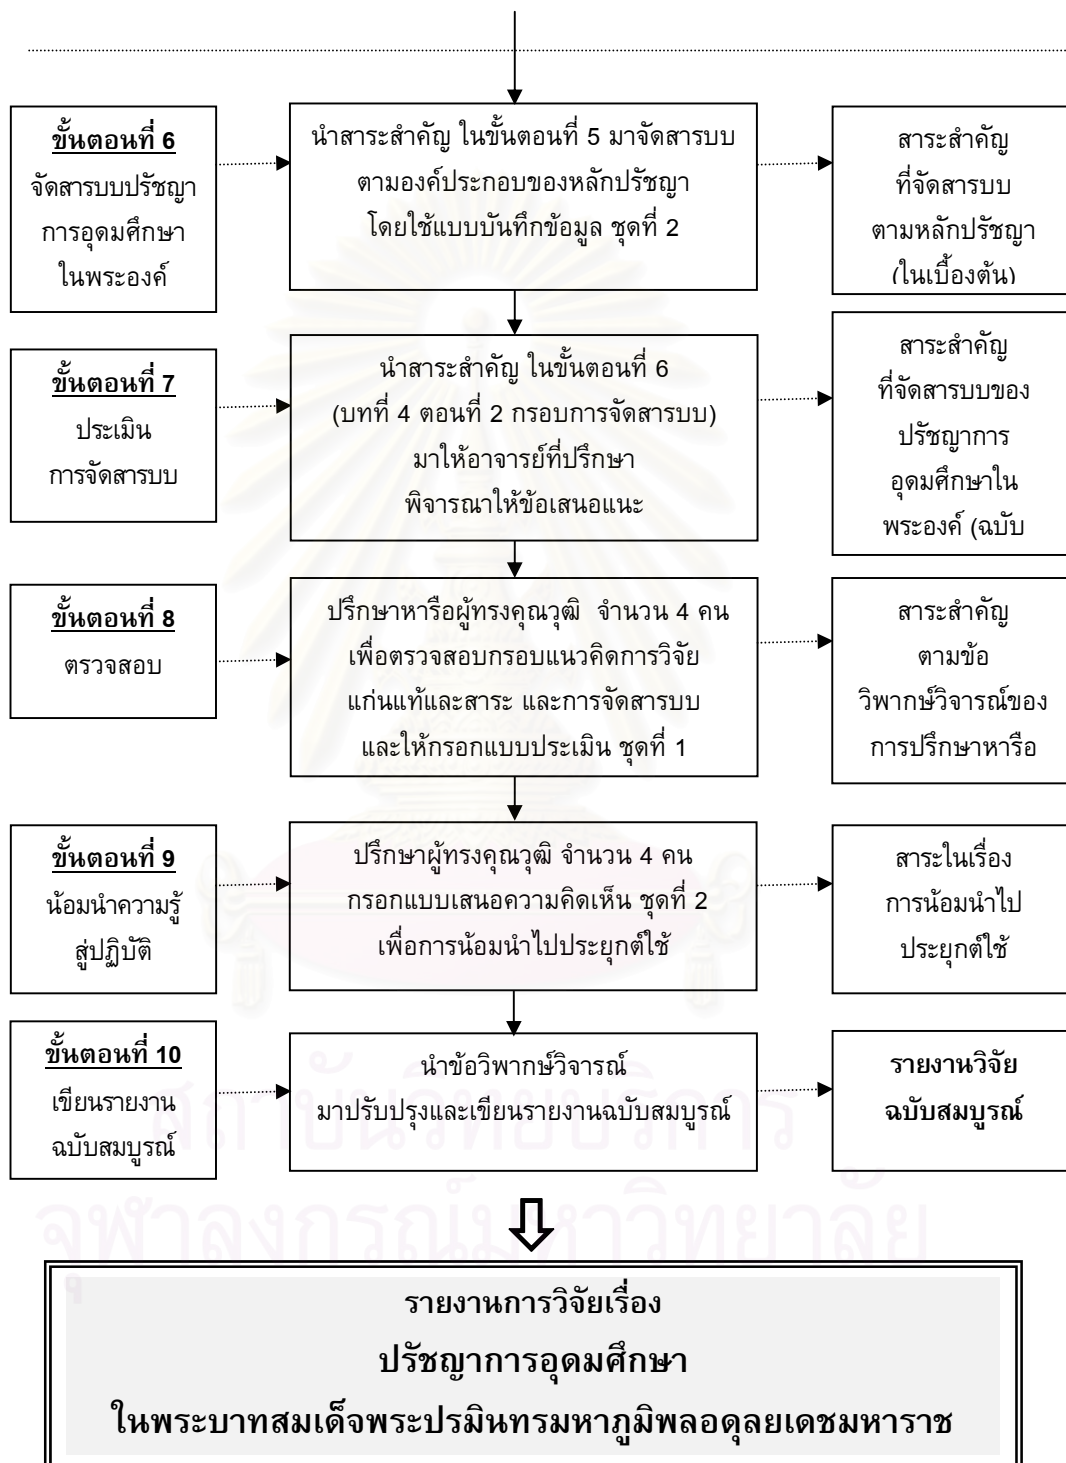 ขั้นตอนที่ 6
จัดสารบบปรัชญา
การอุดมศึกษา
ในพระองค์
นำสาระสำคัญ ในขั้นตอนที่ 5 มาจัดสารบบ
ตามองค์ประกอบของหลักปรัชญา
โดยใช้แบบบันทึกข้อมูล ชุดที่ 2
สาระสำคัญ
ที่จัดสารบบ
ตามหลักปรัชญา
(ในเบื้องต้น)
ขั้นตอนที่ 7
ประเมิน
การจัดสารบบ
นำสาระสำคัญ ในขั้นตอนที่ 6
(บทที่ 4 ตอนที่ 2 กรอบการจัดสารบบ)
มาให้อาจารย์ที่ปรึกษา
พิจารณาให้ข้อเสนอแนะ
สาระสำคัญ
ที่จัดสารบบของ
ปรัชญาการ
อุดมศึกษาใน
พระองค์ (ฉบับ
ขั้นตอนที่ 8
ตรวจสอบ
ปรึกษาหารือผู้ทรงคุณวุฒิ จำนวน 4 คน
เพื่อตรวจสอบกรอบแนวคิดการวิจัย
แก่นแท้และสาระ และการจัดสารบบ
และให้กรอกแบบประเมิน ชุดที่ 1
สาระสำคัญ
ตามข้อ
วิพากษ์วิจารณ์ของ
การปรึกษาหารือ
ขั้นตอนที่ 9
น้อมนำความรู้
สู่ปฏิบัติ
ปรึกษาผู้ทรงคุณวุฒิ จำนวน 4 คน
กรอกแบบเสนอความคิดเห็น ชุดที่ 2
เพื่อการน้อมนำไปประยุกต์ใช้
สาระในเรื่อง
การน้อมนำไป
ประยุกต์ใช้
ขั้นตอนที่ 10
เขียนรายงาน
ฉบับสมบูรณ์
นำข้อวิพากษ์วิจารณ์
มาปรับปรุงและเขียนรายงานฉบับสมบูรณ์
รายงานวิจัย
ฉบับสมบูรณ์
สถาบันวิทยบริการ
จุฬาลงกรณ์มหาวิทยาลัย
รายงานการวิจัยเรื่อง
ปรัชญาการอุดมศึกษา
ในพระบาทสมเด็จพระปรมินทรมหาภูมิพลอดุลยเดชมหาราช